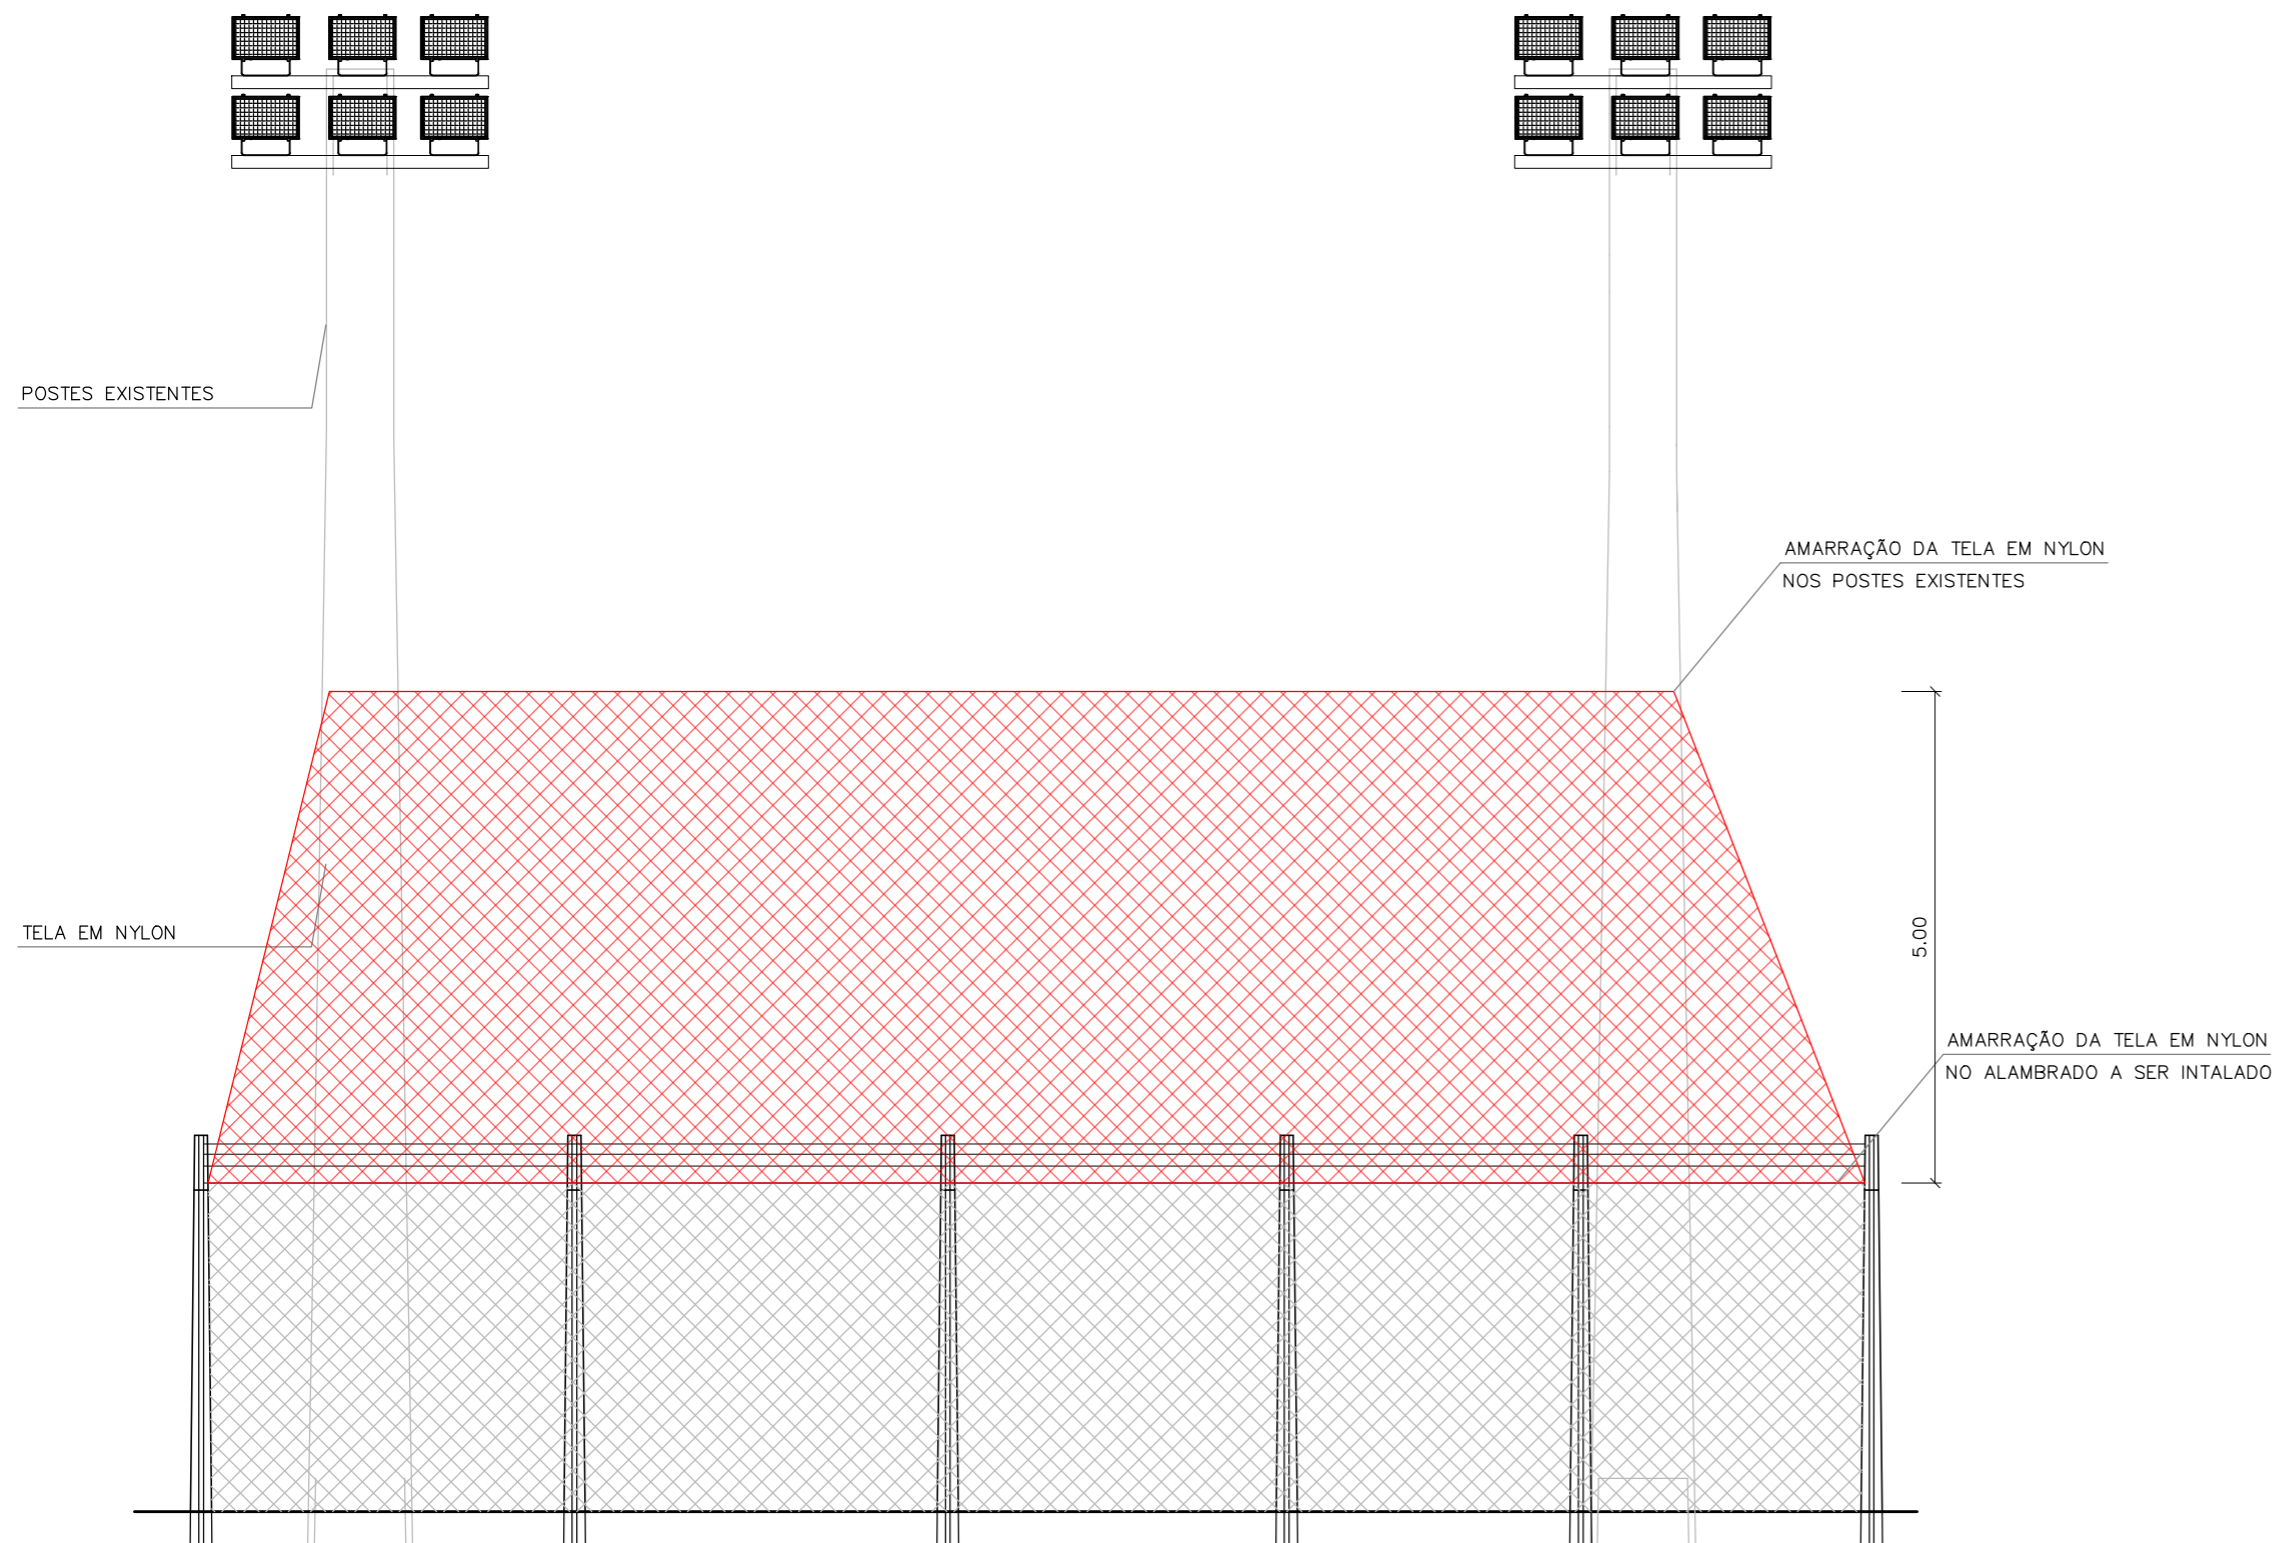 POSTES EXISTENTES
AMARRAÇÃO DA TELA EM NYLON
NOS POSTES EXISTENTES
TELA EM NYLON
5.00
AMARRAÇÃO DA TELA EM NYLON
NO ALAMBRADO A SER INTALADO